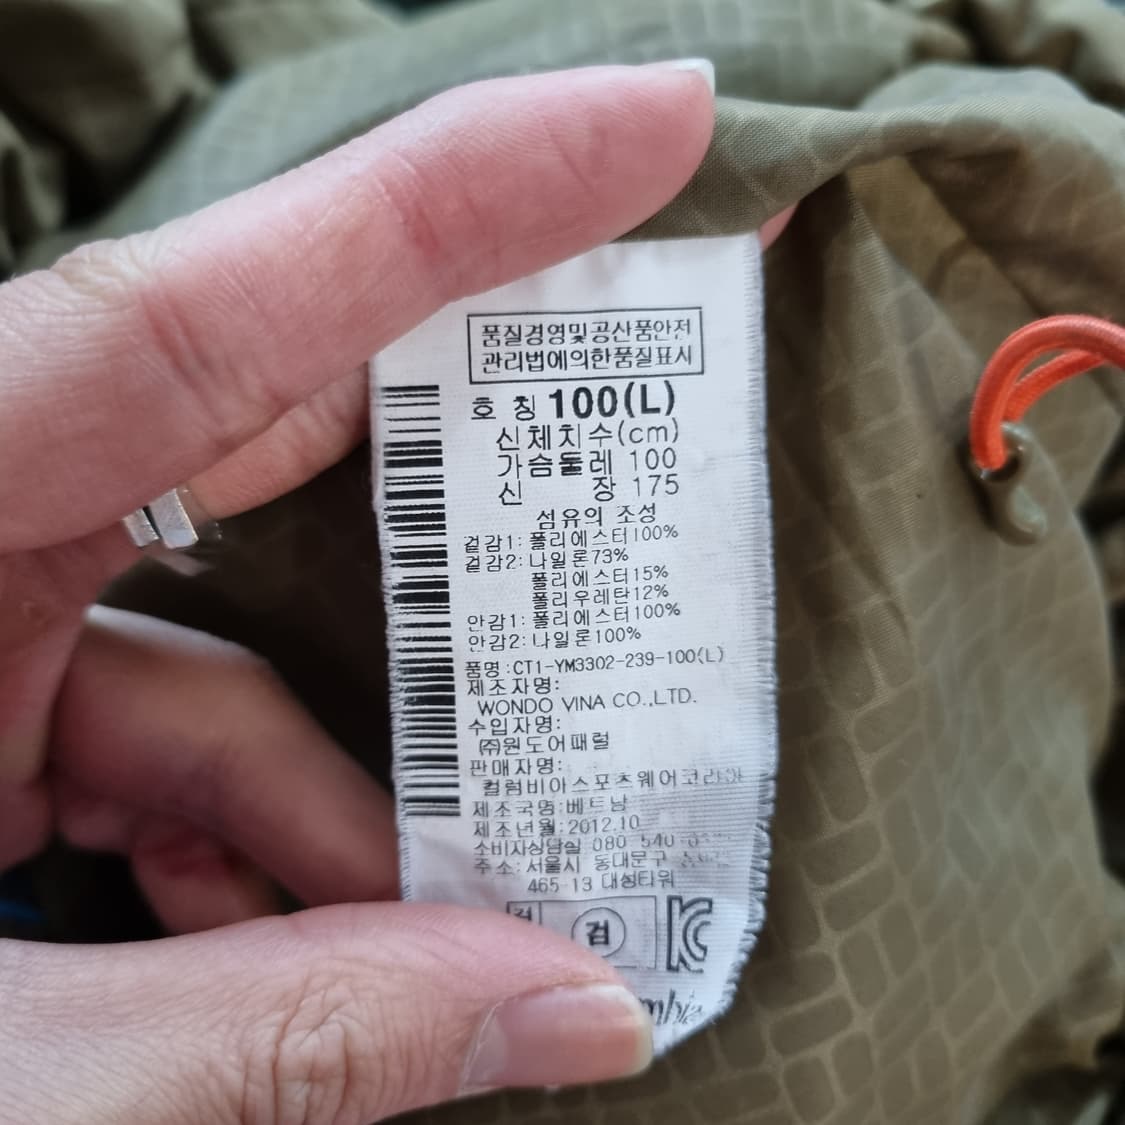 품질경영및공산품안전
관리법에의한품질표시
호 칭 100(L)
신체치수(cm)
가슴둘레 100
신 장 175
섬유의 조성
겉감1: 폴리에스터100%
겉감2: 나일론73%
폴리에스터15%
폴리우레탄12%
안감1: 폴리에스터100%
안감2: 나일론100%
품명:CT1-YM3302-239-100(L)
제조자명:
WONDO VINA CO.,LTD.
수입자명:
㈜원도어패럴
판매자명:
컬럼비아스포츠웨어코리아
제조국명:베트남
제조년월:2012.10
소비자상담실 080 540
주 소: 서울시 동대문구
465-13 대성타워
검